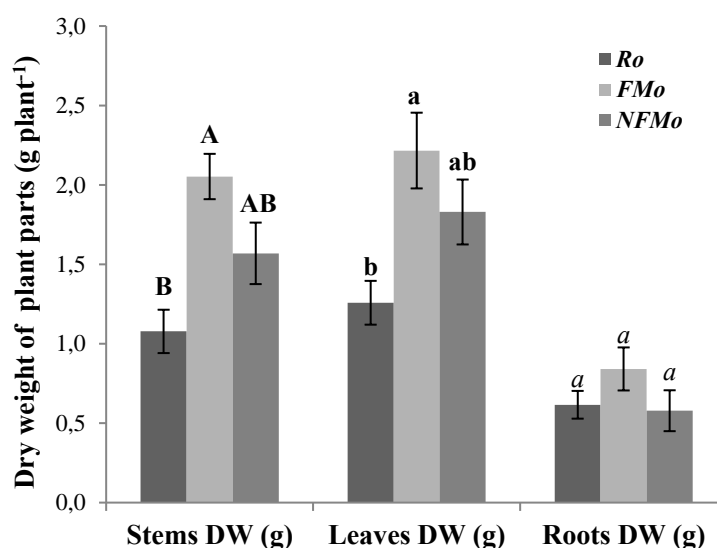 Dry weight of plant parts (g plant⁻¹)
3,0
2,5
2,0
1,5
1,0
0,5
0,0
Ro
FMo
NFMo
B
A
AB
b
a
ab
a
a
a
Stems DW (g)
Leaves DW (g)
Roots DW (g)